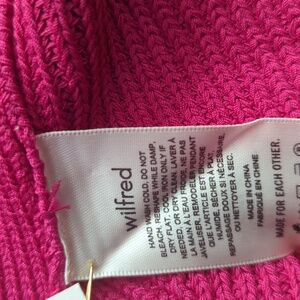 wilfred
HAND WASH COLD, DO NOT
BLEACH, RESHAPE WHILE DAMP,
DRY FLAT, COOL IRON ONLY IF
NEEDED, OR DRY CLEAN. LAVER À
LA MAIN À L'EAU FROIDE, NE PAS
JAVELISER, REMODELER PENDANT
QUE L'ARTICLE EST ENCORE
HUMIDE, SÉCHER À PLAT,
REPASSAGE DOUX SI NÉCESSAIRE,
OU NETTOYER À SEC.
MADE IN CHINA
FABRIQUÉ EN CHINE
MADE FOR EACH OTHER.